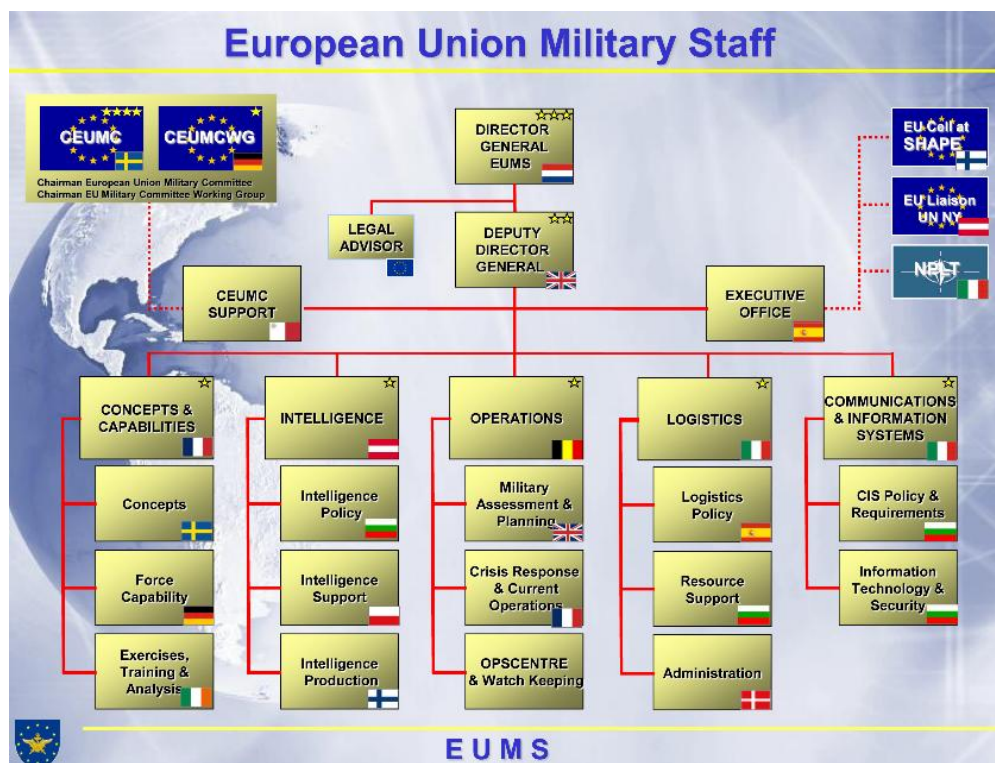 European Union Military Staff
CEUMC
CEUMCWG
Chairman European Union Military Committee
Chairman EU Military Committee Working Group
DIRECTOR
GENERAL
EUMS
EU Cell at
SHAPE
EU Liaison
UN NY
NPLT
LEGAL
ADVISOR
DEPUTY
DIRECTOR
GENERAL
CEUMC
SUPPORT
EXECUTIVE
OFFICE
CONCEPTS &
CAPABILITIES
INTELLIGENCE
OPERATIONS
LOGISTICS
COMMUNICATIONS
& INFORMATION
SYSTEMS
Concepts
Intelligence
Policy
Military
Assessment &
Planning
Logistics
Policy
CIS Policy &
Requirements
Force
Capability
Intelligence
Support
Crisis Response
& Current
Operations
Resource
Support
Information
Technology &
Security
Exercises,
Training &
Analysis
Intelligence
Production
OPSCENTRE
& Watch Keeping
Administration
E U M S